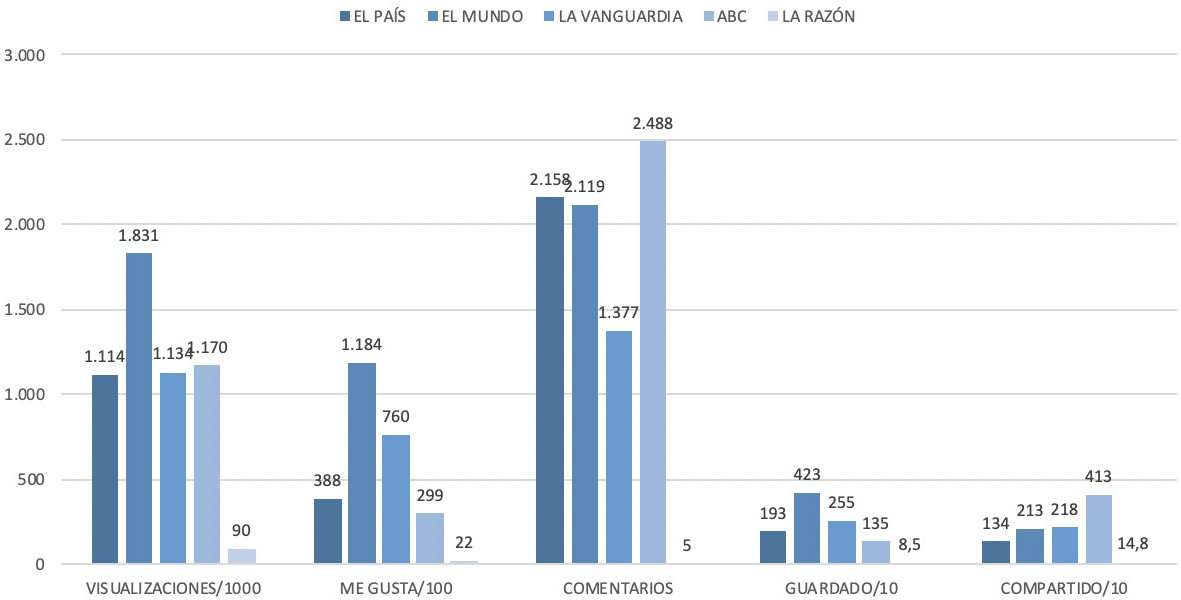 EL PAÍS EL MUNDO LA VANGUARDIA ABC LA RAZÓN
3.000
2.500
2.000
1.500
1.000
500
0
1.114 1.831 1.134 1.170 90
388 1.184 760 299 22
2.158 2.119 1.377 2.488 5
193 423 255 135 8,5
134 213 218 413 14,8
VISUALIZACIONES/1000 ME GUSTA/100 COMENTARIOS GUARDADO/10 COMPARTIDO/10